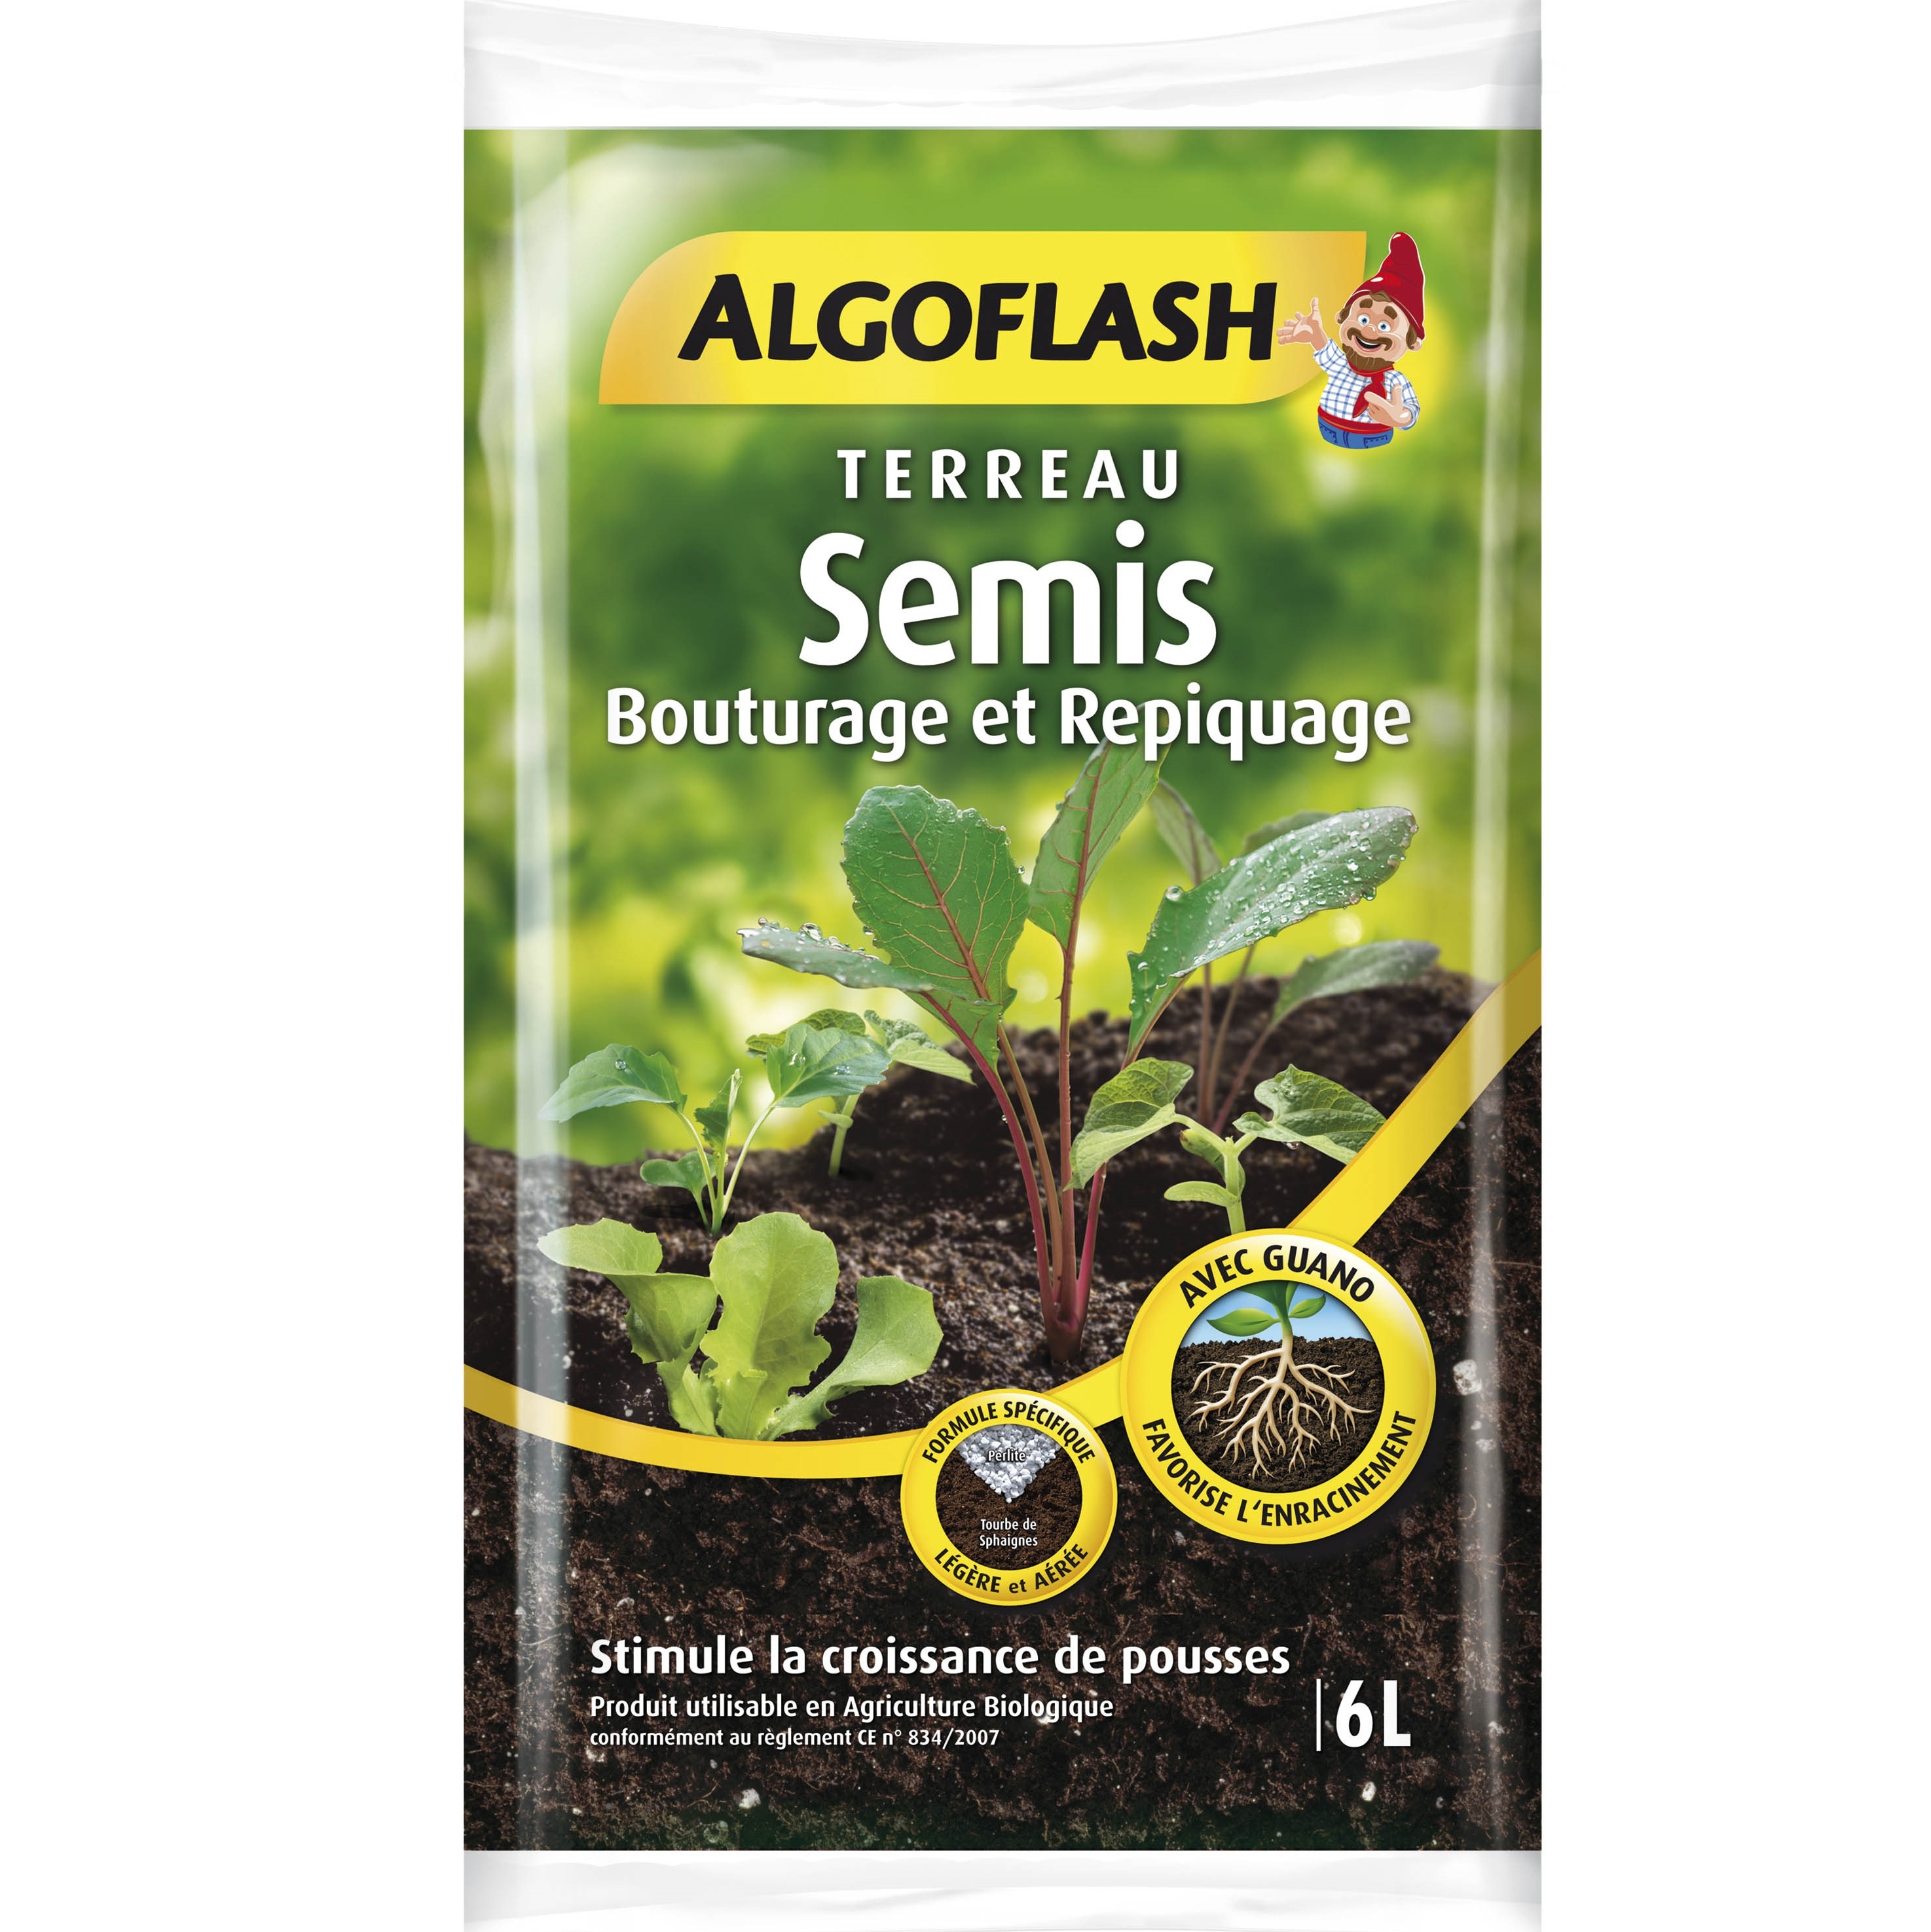 ALGOFLASH
TERREAU
Semis
Bouturage et Repiquage
AVEC GUANO
FAVORISE L'ENRACINEMENT
FORMULE SPÉCIFIQUE
Perlite
Tourbe de
Sphaignes
LÉGÈRE et AÉRÉE
Stimule la croissance de pousses
Produit utilisable en Agriculture Biologique
conformément au règlement CE n° 834/2007
6L